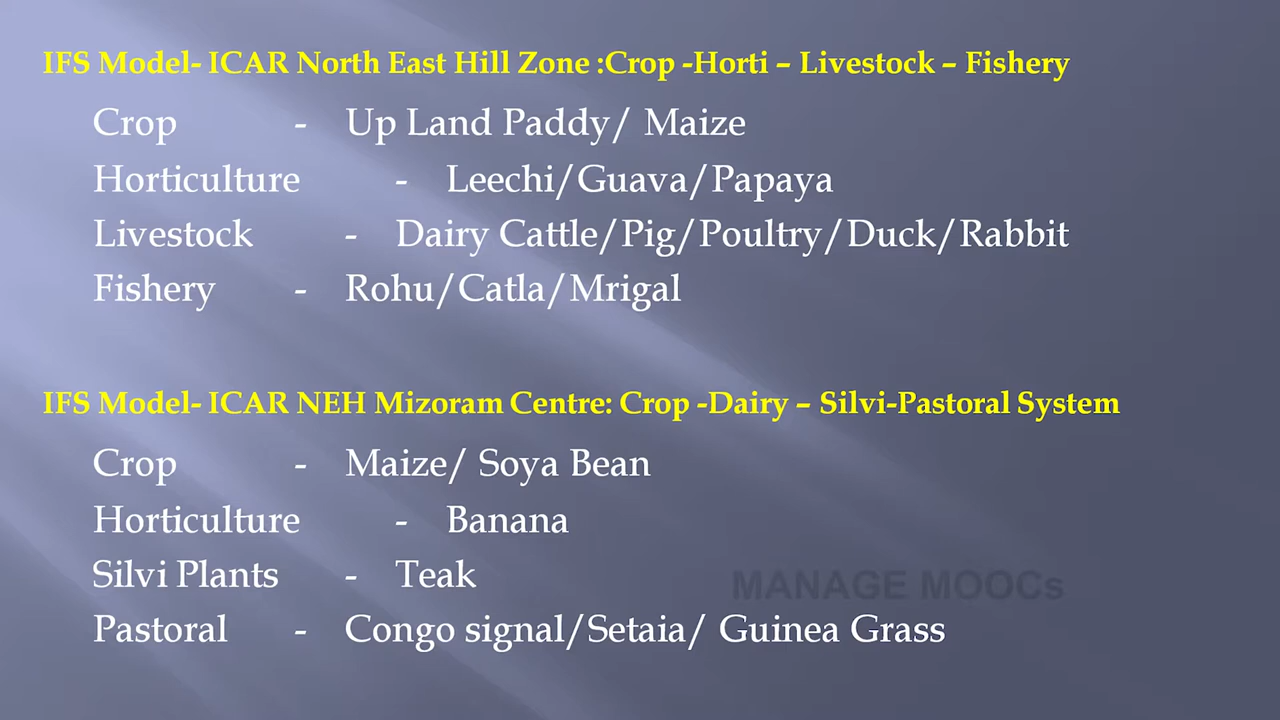 IFS Model- ICAR North East Hill Zone :Crop -Horti – Livestock – Fishery
Crop - Up Land Paddy/ Maize
Horticulture - Leechi/Guava/Papaya
Livestock - Dairy Cattle/Pig/Poultry/Duck/Rabbit
Fishery - Rohu/Catla/Mrigal
IFS Model- ICAR NEH Mizoram Centre: Crop -Dairy – Silvi-Pastoral System
Crop - Maize/ Soya Bean
Horticulture - Banana
Silvi Plants - Teak
MANAGE MOOCs
Pastoral - Congo signal/Setaia/ Guinea Grass